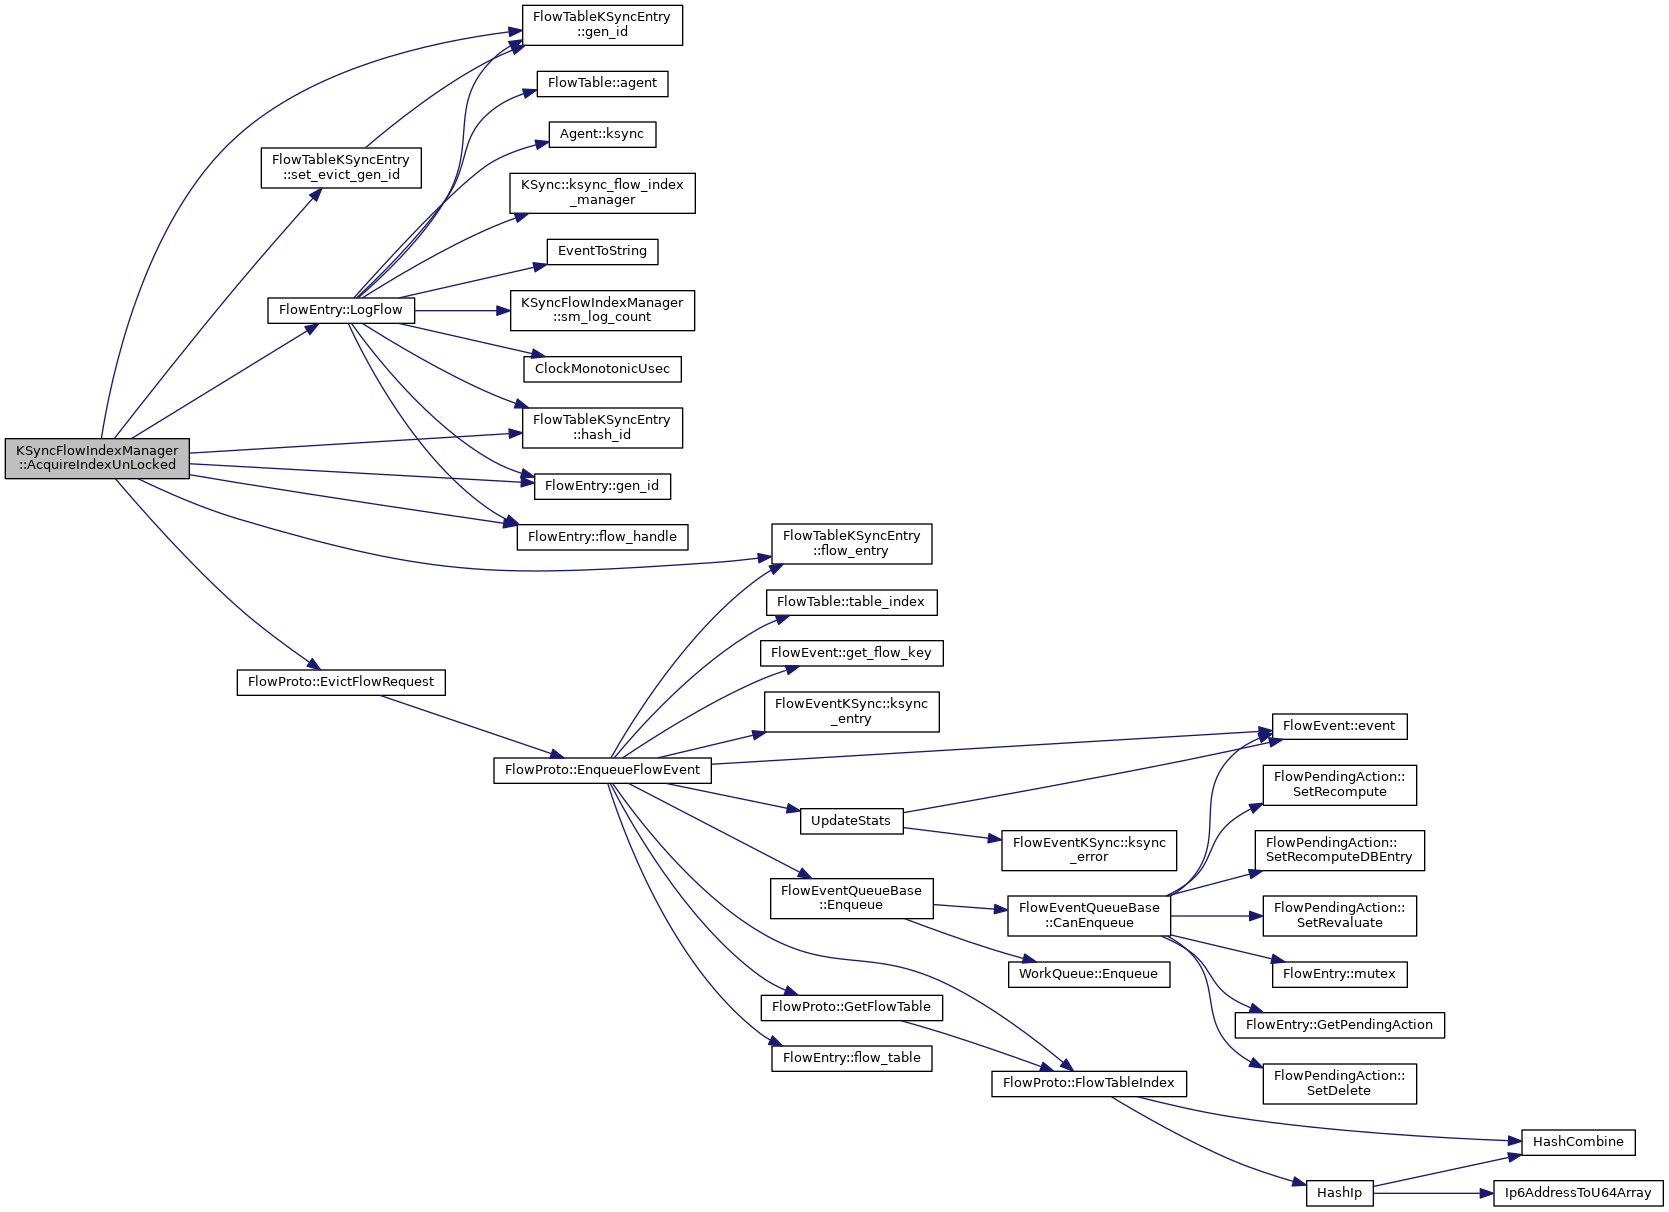 FlowTableKSyncEntry
::gen_id
FlowTable::agent
Agent::ksync
FlowTableKSyncEntry
::set_evict_gen_id
KSync::ksync_flow_index
_manager
EventToString
FlowEntry::LogFlow
KSyncFlowIndexManager
::sm_log_count
ClockMonotonicUsec
FlowTableKSyncEntry
::hash_id
KSyncFlowIndexManager
::AcquireIndexUnLocked
FlowEntry::gen_id
FlowEntry::flow_handle
FlowTableKSyncEntry
::flow_entry
FlowTable::table_index
FlowEvent::get_flow_key
FlowProto::EvictFlowRequest
FlowEventKSync::ksync
_entry
FlowEvent::event
FlowProto::EnqueueFlowEvent
FlowPendingAction::
SetRecompute
UpdateStats
FlowEventKSync::ksync
_error
FlowPendingAction::
SetRecomputeDBEntry
FlowEventQueueBase
::Enqueue
FlowEventQueueBase
::CanEnqueue
FlowPendingAction::
SetRevaluate
WorkQueue::Enqueue
FlowEntry::mutex
FlowProto::GetFlowTable
FlowEntry::GetPendingAction
FlowEntry::flow_table
FlowProto::FlowTableIndex
FlowPendingAction::
SetDelete
HashCombine
HashIp
Ip6AddressToU64Array